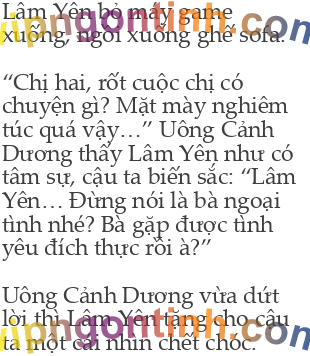 Lâm Yên bỏ máy game
xuống, ngồi xuống ghế sofa.
“Chị hai, rốt cuộc chị có
chuyện gì? Mặt mày nghiêm
túc quá vậy…” Uông Cảnh
Dương thấy Lâm Yên như có
tâm sự, cậu ta biến sắc: “Lâm
Yên… Đừng nói là bà ngoại
tình nhé? Bà gặp được tình
yêu đích thực rồi à?”
Uông Cảnh Dương vừa dứt
lời thì Lâm Yên tặng cho cậu
ta một cái nhìn chết chóc.